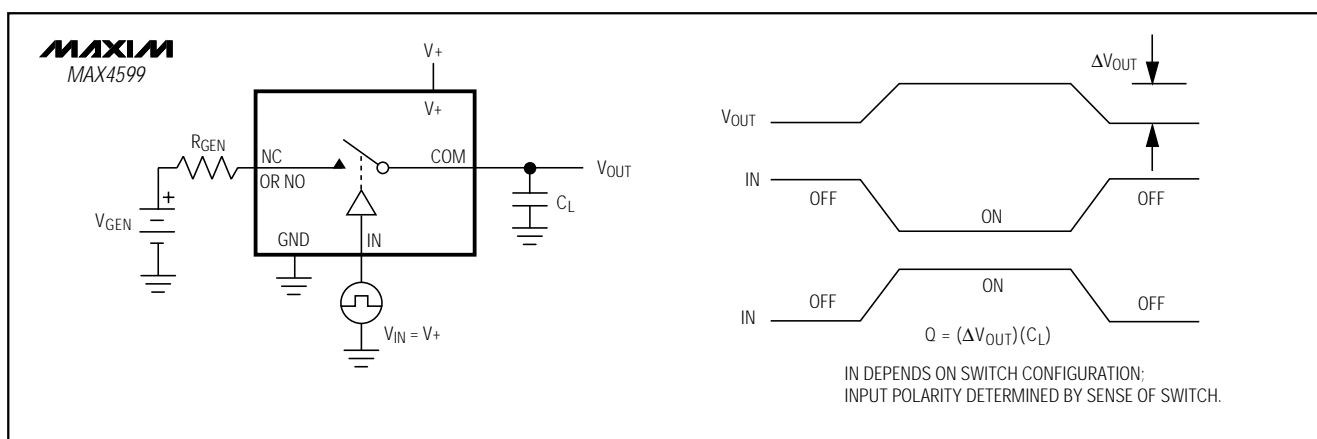 MAXIM
MAX4599
V+
V+
RGEN
NC
OR NO
COM
VOUT
CL
VGEN
+
GND
IN
VIN = V+
ΔVOUT
VOUT
IN
OFF
ON
OFF
IN
OFF
ON
OFF
Q = (ΔVOUT)(CL)
IN DEPENDS ON SWITCH CONFIGURATION;
INPUT POLARITY DETERMINED BY SENSE OF SWITCH.